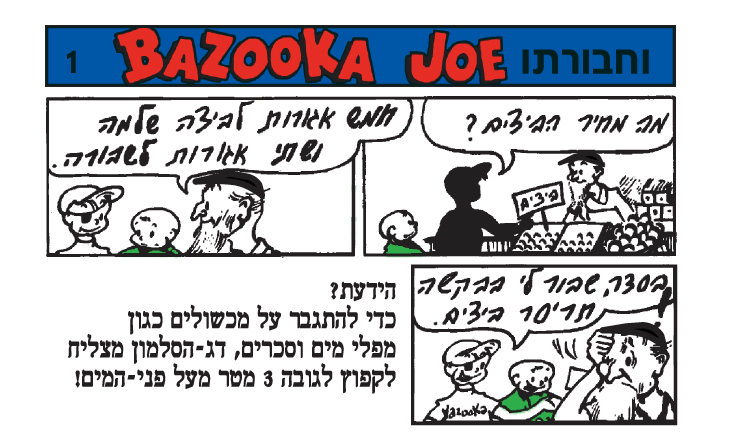 BAZOOKA JOE וחבורתו 1
מה מחיר הביצים?
ביצים
חמש אגורות לביצה שלמה
ושתי אגורות לשבורה.
בסדר, שבור לי בבקשה
תריסר ביצים.
Yazooka
הידעת?
כדי להתגבר על מכשולים כגון
מפלי מים וסכרים, דג-הסלמון מצליח
לקפוץ לגובה 3 מטר מעל פני-המים!